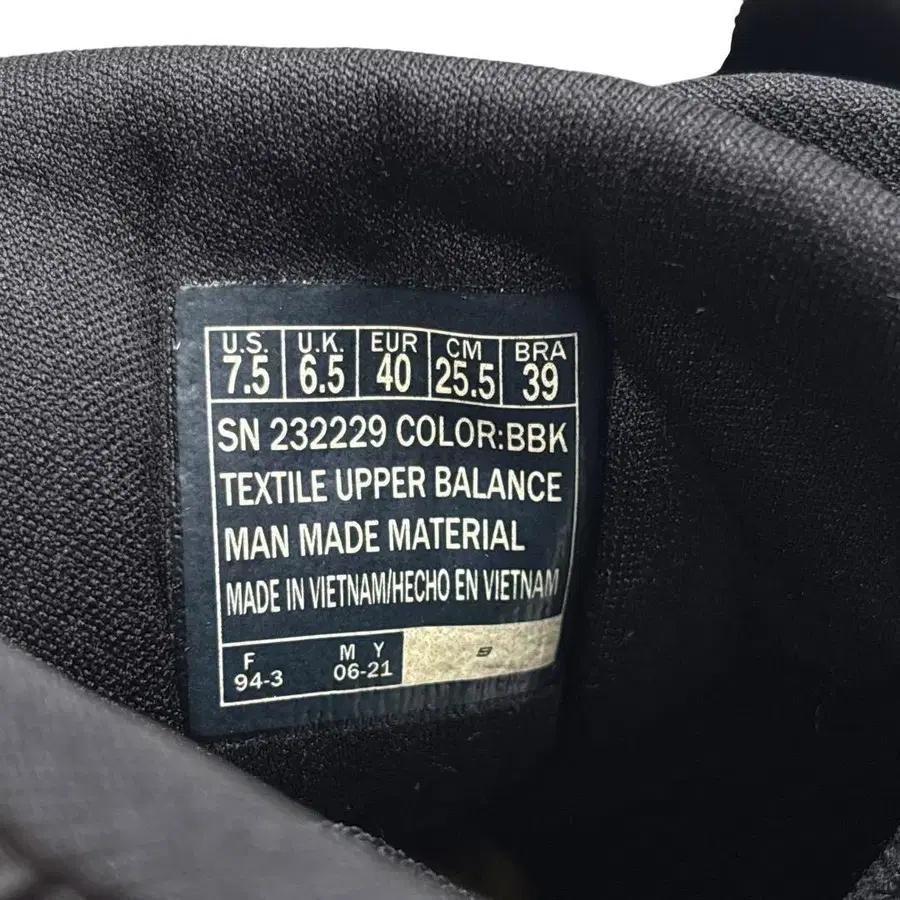 U.S. U.K. EUR CM BRA
7.5 6.5 40 25.5 39
SN 232229 COLOR:BBK
TEXTILE UPPER BALANCE
MAN MADE MATERIAL
MADE IN VIETNAM/HECHO EN VIETNAM
F M Y
94-3 06-21